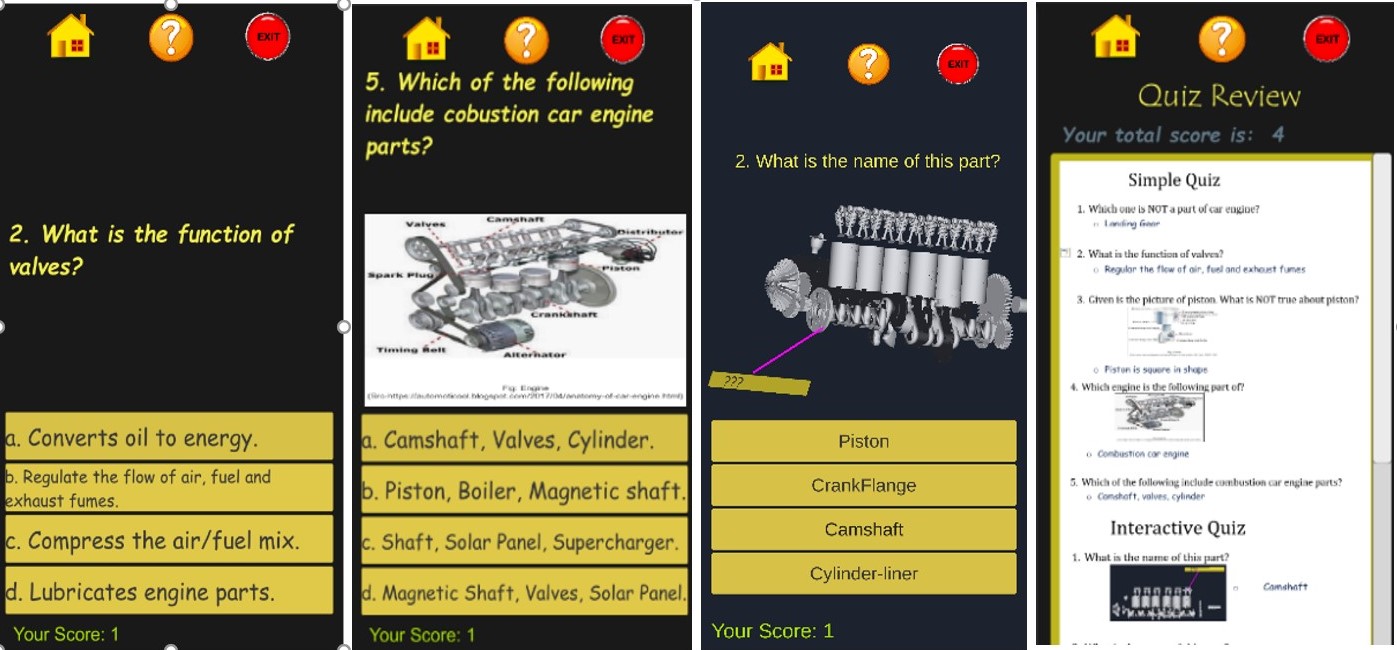 EXIT
2. What is the function of
valves?
a. Converts oil to energy.
b. Regulate the flow of air, fuel and
exhaust fumes.
c. Compress the air/fuel mix.
d. Lubricates engine parts.
Your Score: 1
EXIT
5. Which of the following
include cobustion car engine
parts?
Camshaft
Valves
Distributor
Piston
Spark Plug
Crankshaft
Timing Belt
Alternator
Fig: Engine
(Src:https://automoticool.blogspot.com/2017/04/anatomy-of-car-engine.html)
a. Camshaft, Valves, Cylinder.
b. Piston, Boiler, Magnetic shaft.
c. Shaft, Solar Panel, Supercharger.
d. Magnetic Shaft, Valves, Solar Panel.
Your Score: 1
EXIT
2. What is the name of this part?
???
Piston
CrankFlange
Camshaft
Cylinder-liner
Your Score: 1
EXIT
Quiz Review
Your total score is: 4
Simple Quiz
1. Which one is NOT a part of car engine?
Landing Gear
2. What is the function of valves?
Regular the flow of air, fuel and exhaust fumes
3. Given is the picture of piston. What is NOT true about piston?
Piston is square in shape
4. Which engine is the following part of?
Combustion car engine
5. Which of the following include combustion car engine parts?
Camshaft, valves, cylinder
Interactive Quiz
1. What is the name of this part?
Camshaft